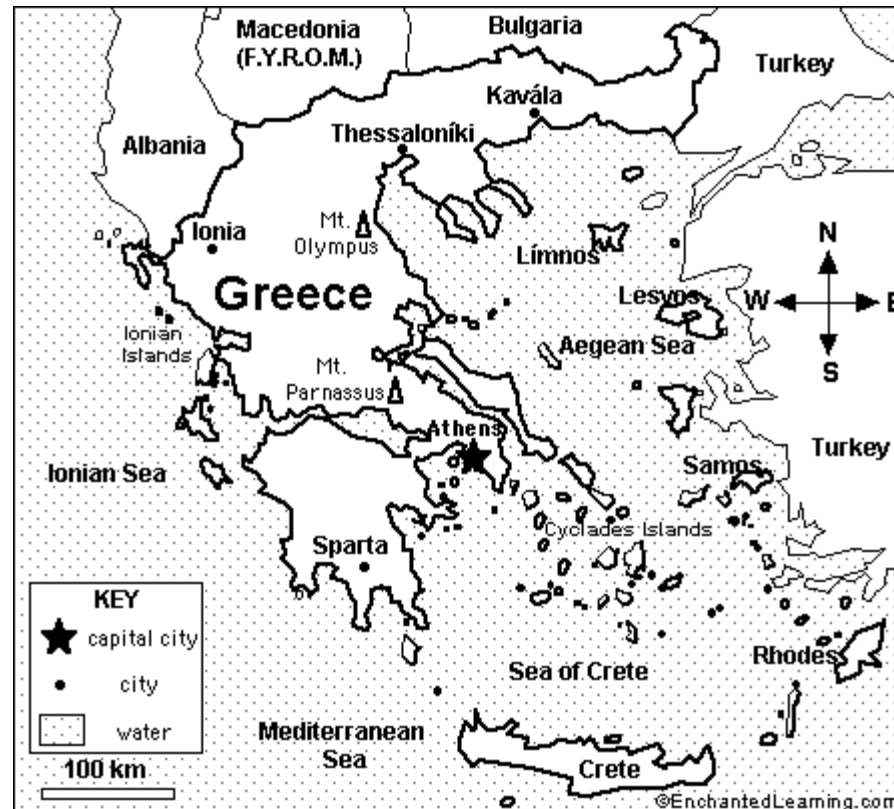 Macedonia
(F.Y.R.O.M.)
Bulgaria
Turkey
Kavála
Albania
Thessaloníki
Mt.
Olympus
Ionia
Límnos
N
W
E
S
Greece
Lesvos
Ionian
Islands
Aegean Sea
Mt.
Parnassus
Athens
Turkey
Ionian Sea
Samos
Cyclades Islands
Sparta
KEY
capital city
city
water
100 km
Sea of Crete
Rhodes
Mediterranean
Sea
Crete
©EnchantedLearning.com